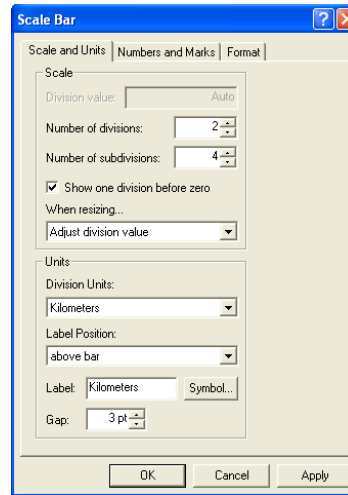 Scale Bar
Scale and Units Numbers and Marks Format
Scale
Division value: Auto
Number of divisions: 2
Number of subdivisions: 4
Show one division before zero
When resizing...
Adjust division value
Units
Division Units:
Kilometers
Label Position:
above bar
Label: Kilometers Symbol...
Gap: 3 pt
OK Cancel Apply